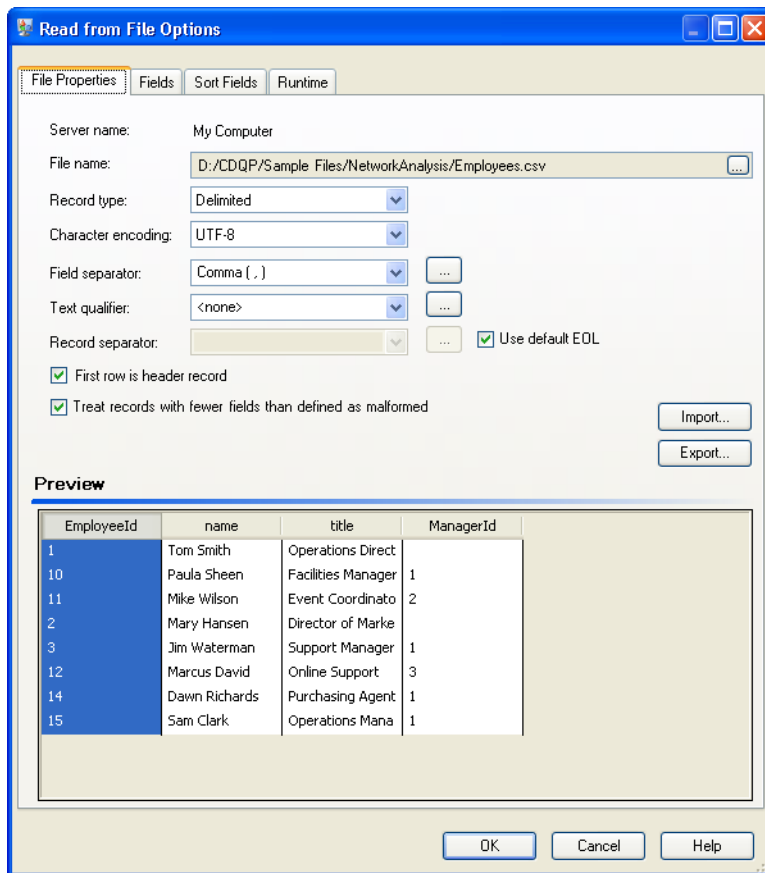 Read from File Options
File Properties Fields Sort Fields Runtime
Server name: My Computer
File name: D:/CDQP/Sample Files/NetworkAnalysis/Employees.csv ...
Record type: Delimited
Character encoding: UTF-8
Field separator: Comma ( , ) ...
Text qualifier: <none> ...
Record separator: ... Use default EOL
First row is header record
Treat records with fewer fields than defined as malformed
Import...
Export...
Preview
EmployeeId name title ManagerId
1 Tom Smith Operations Direct
10 Paula Sheen Facilities Manager 1
11 Mike Wilson Event Coordinato 2
2 Mary Hansen Director of Marke
3 Jim Waterman Support Manager 1
12 Marcus David Online Support 3
14 Dawn Richards Purchasing Agent 1
15 Sam Clark Operations Mana 1
OK Cancel Help